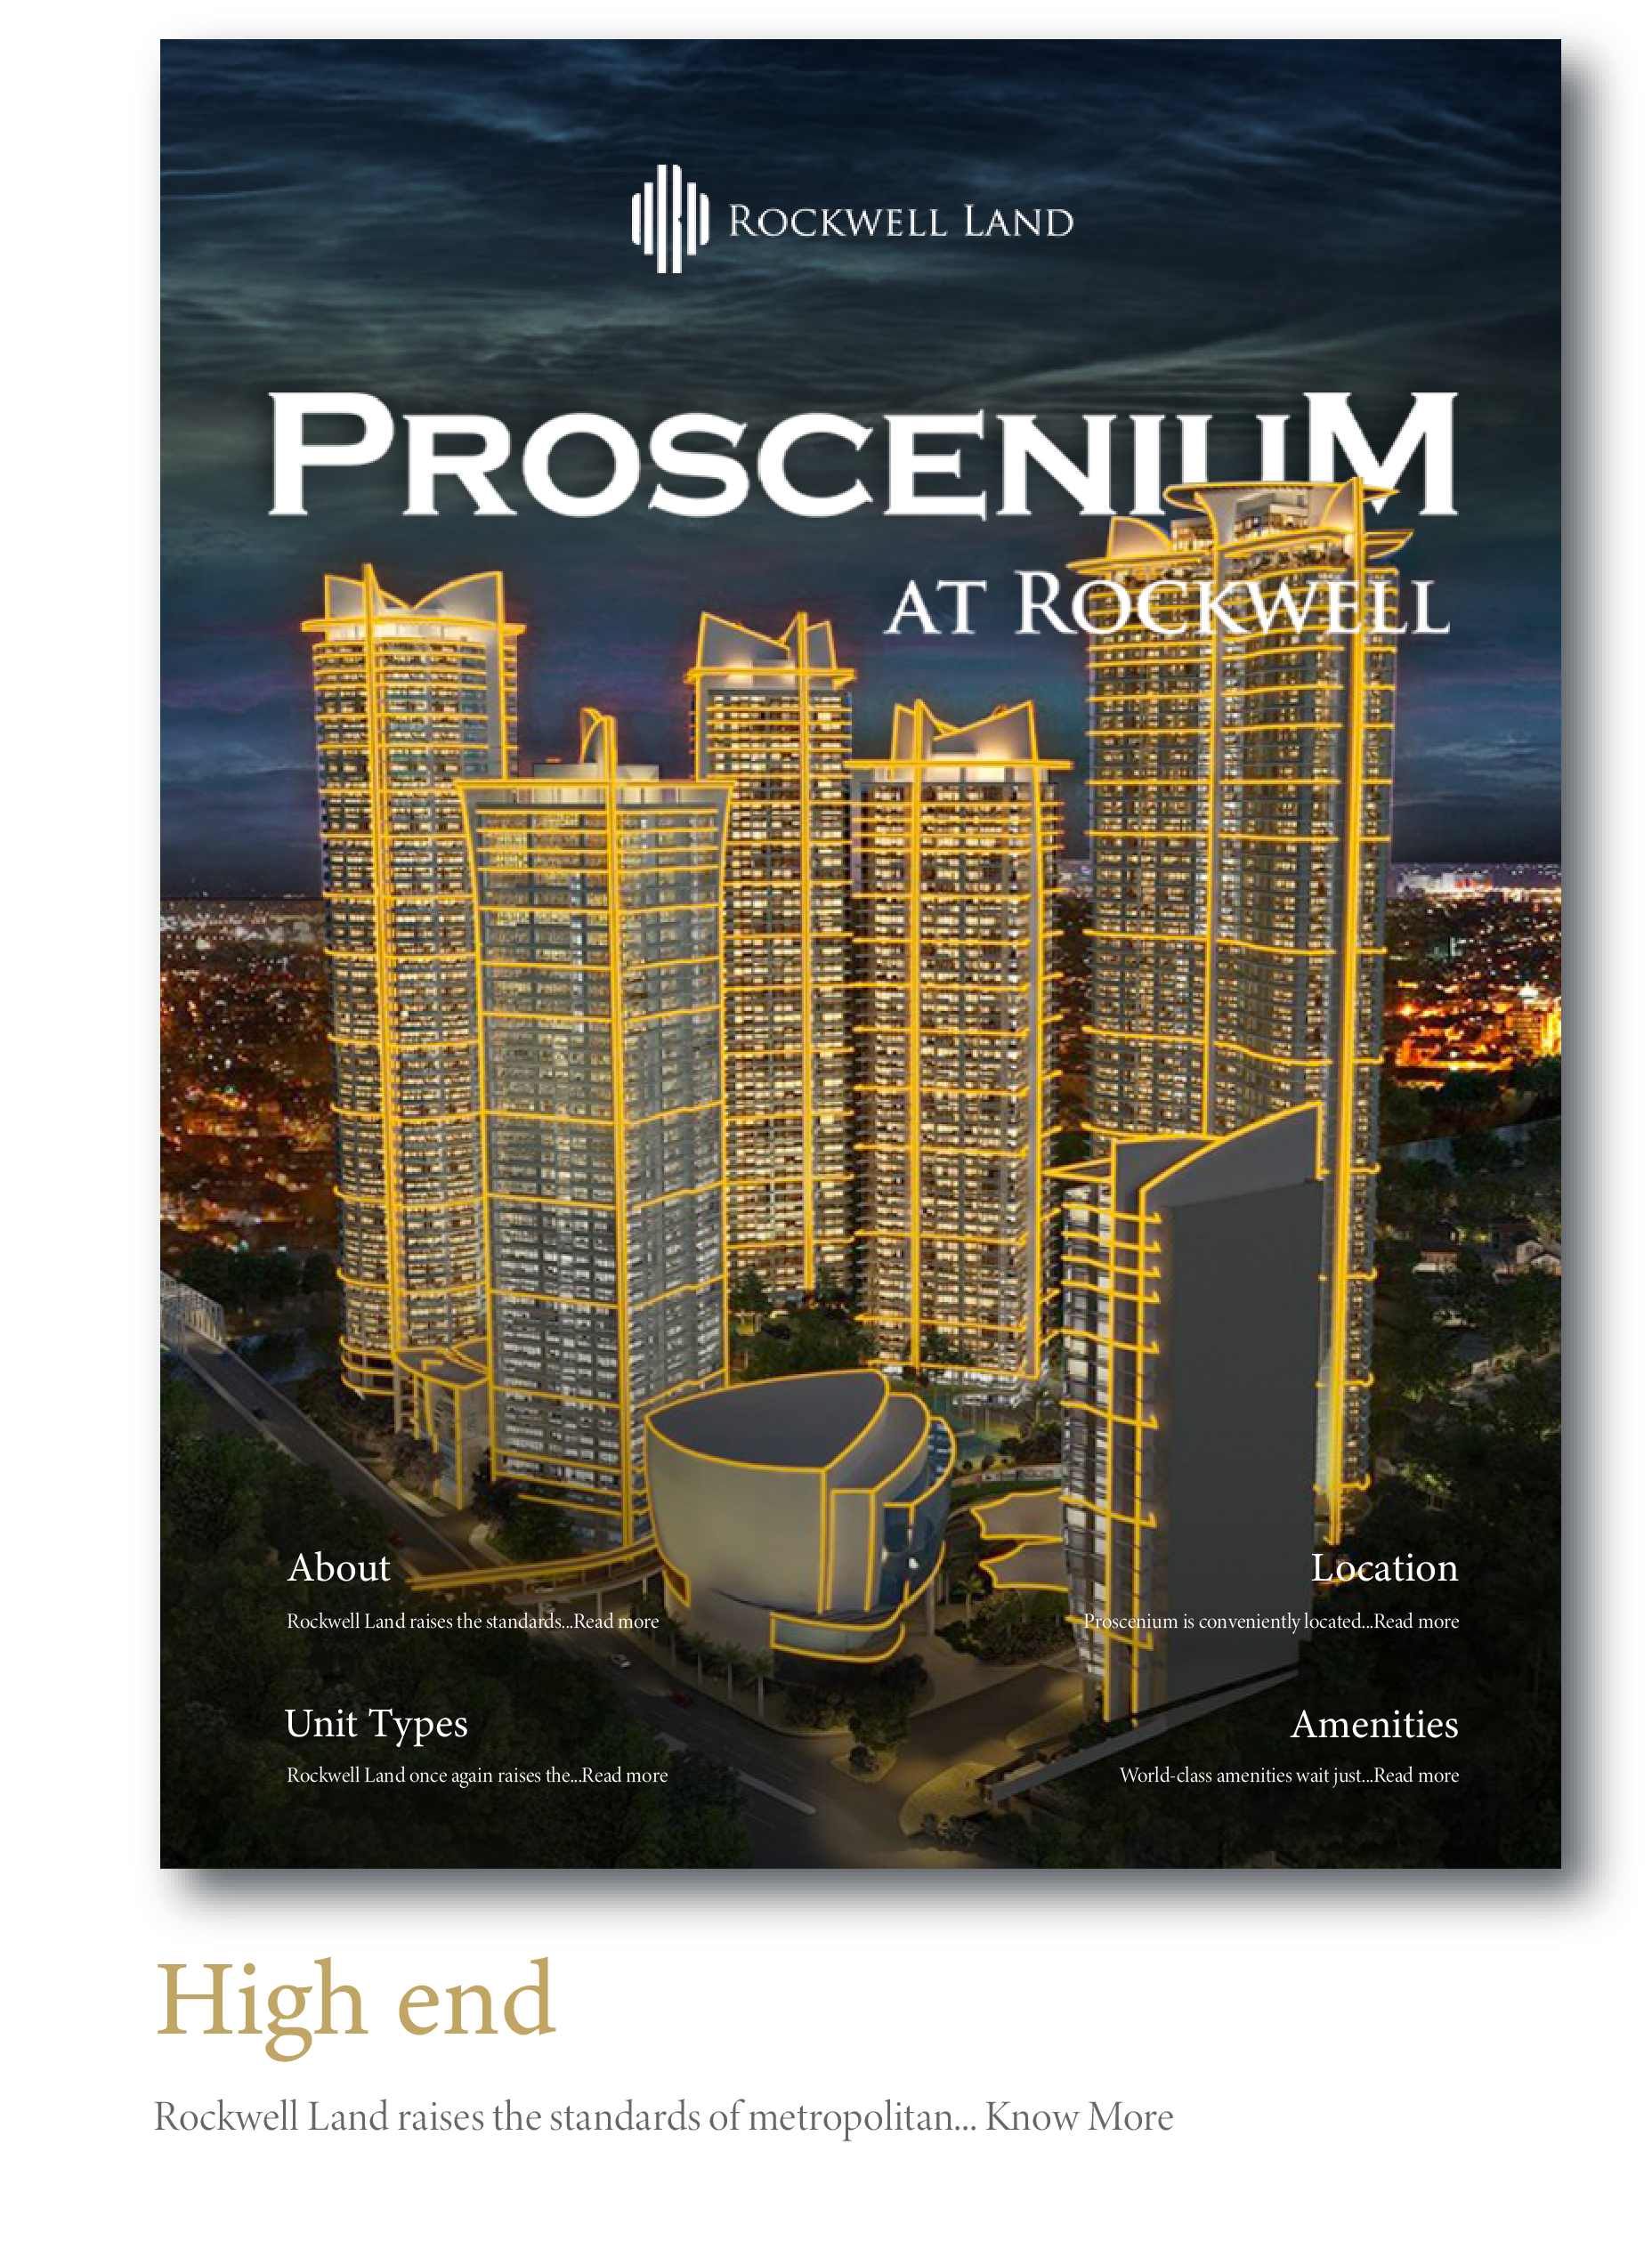 ROCKWELL LAND
PROSCENIUM
AT ROCKWELL
About
Rockwell Land raises the standards...Read more
Location
Proscenium is conveniently located...Read more
Unit Types
Rockwell Land once again raises the...Read more
Amenities
World-class amenities wait just...Read more
High end
Rockwell Land raises the standards of metropolitan... Know More